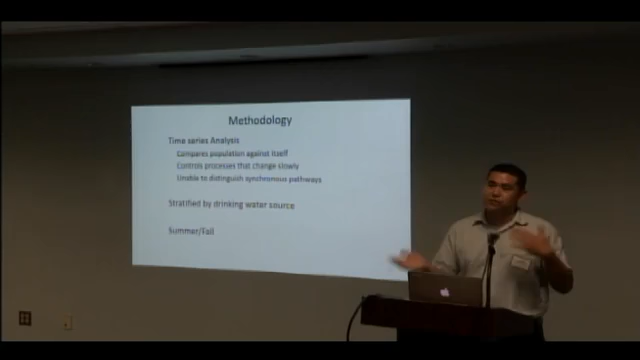 Methodology
Time series Analysis
Compares population against itself
Controls processes that change slowly
Unable to distinguish synchronous pathways
Stratified by drinking water source
Summer/Fall